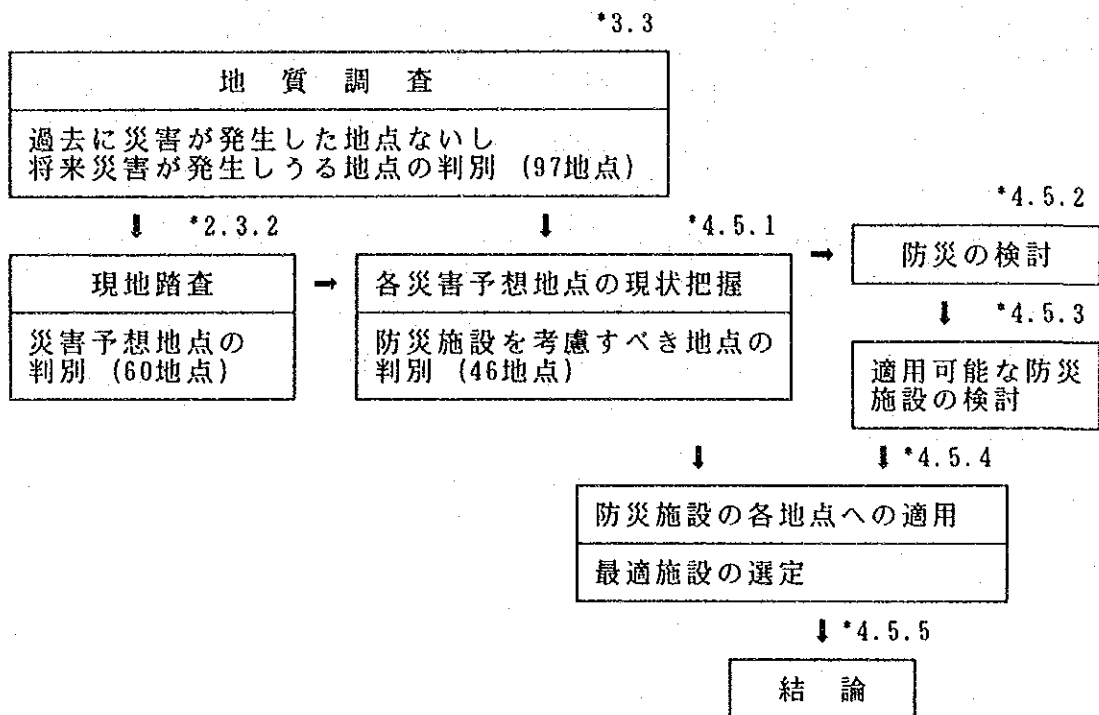 *3.3
地質調査
過去に災害が発生した地点ないし
将来災害が発生しうる地点の判別 (97地点)
*2.3.2
*4.5.1
*4.5.2
現地踏査
災害予想地点の
判別 (60地点)
各災害予想地点の現状把握
防災施設を考慮すべき地点の
判別 (46地点)
防災の検討
*4.5.3
適用可能な防災
施設の検討
*4.5.4
防災施設の各地点への適用
最適施設の選定
*4.5.5
結論